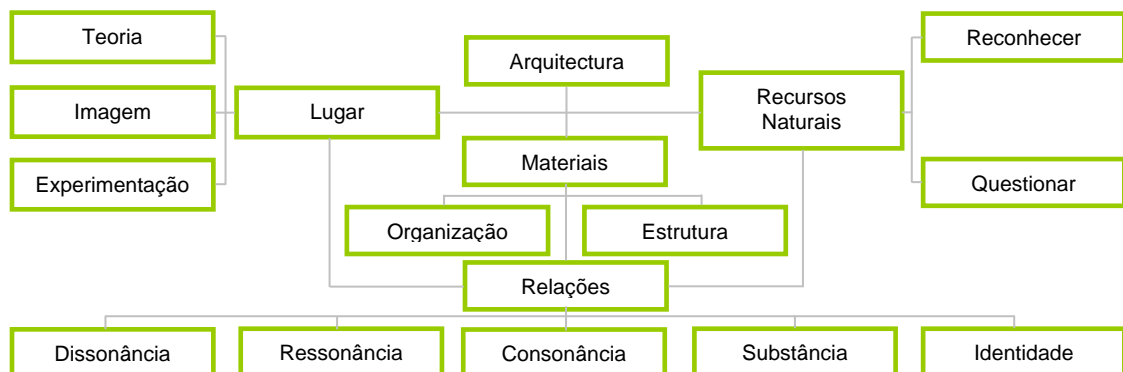 Teoria
Arquitectura
Reconhecer
Imagem
Lugar
Recursos
Naturais
Materiais
Experimentação
Questionar
Organização
Estrutura
Relações
Dissonância
Ressonância
Consonância
Substância
Identidade